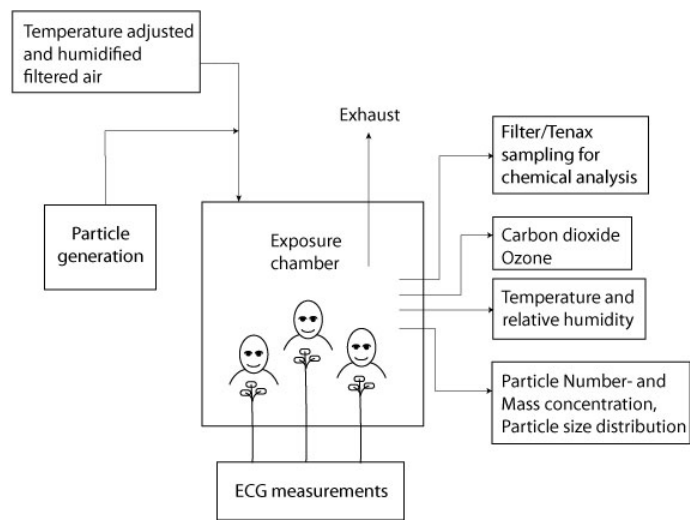 Temperature adjusted
and humidified
filtered air
Exhaust
Filter/Tenax
sampling for
chemical analysis
Particle
generation
Exposure
chamber
Carbon dioxide
Ozone
Temperature and
relative humidity
Particle Number- and
Mass concentration,
Particle size distribution
ECG measurements